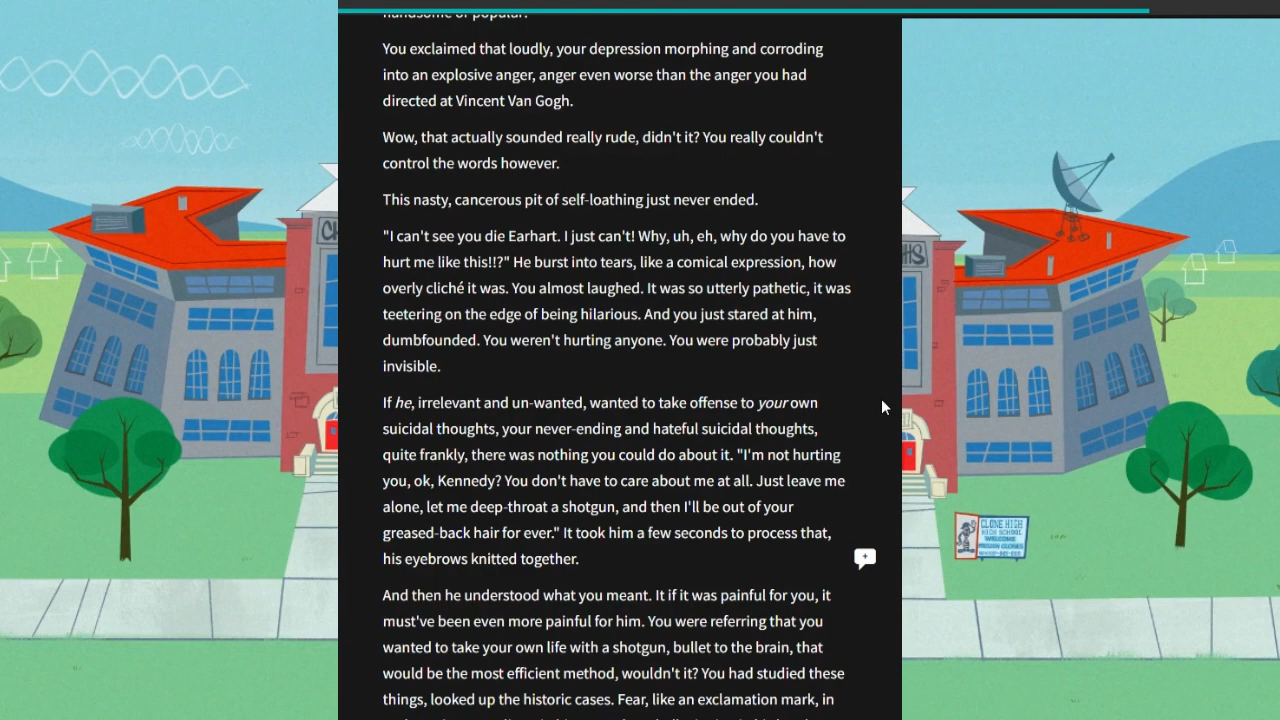 handsome or popular!
You exclaimed that loudly, your depression morphing and corroding
into an explosive anger, anger even worse than the anger you had
directed at Vincent Van Gogh.
Wow, that actually sounded really rude, didn't it? You really couldn't
control the words however.
This nasty, cancerous pit of self-loathing just never ended.
"I can't see you die Earhart. I just can't! Why, uh, eh, why do you have to
hurt me like this!!?" He burst into tears, like a comical expression, how
overly cliché it was. You almost laughed. It was so utterly pathetic, it was
teetering on the edge of being hilarious. And you just stared at him,
dumbfounded. You weren't hurting anyone. You were probably just
invisible.
If he, irrelevant and un-wanted, wanted to take offense to your own
suicidal thoughts, your never-ending and hateful suicidal thoughts,
quite frankly, there was nothing you could do about it. "I'm not hurting
you, ok, Kennedy? You don't have to care about me at all. Just leave me
alone, let me deep-throat a shotgun, and then I'll be out of your
greased-back hair for ever." It took him a few seconds to process that,
his eyebrows knitted together.
And then he understood what you meant. It if it was painful for you, it
must've been even more painful for him. You were referring that you
wanted to take your own life with a shotgun, bullet to the brain, that
would be the most efficient method, wouldn't it? You had studied these
things, looked up the historic cases. Fear, like an exclamation mark, in
CLONE HIGH
HIGH SCHOOL
WELCOME